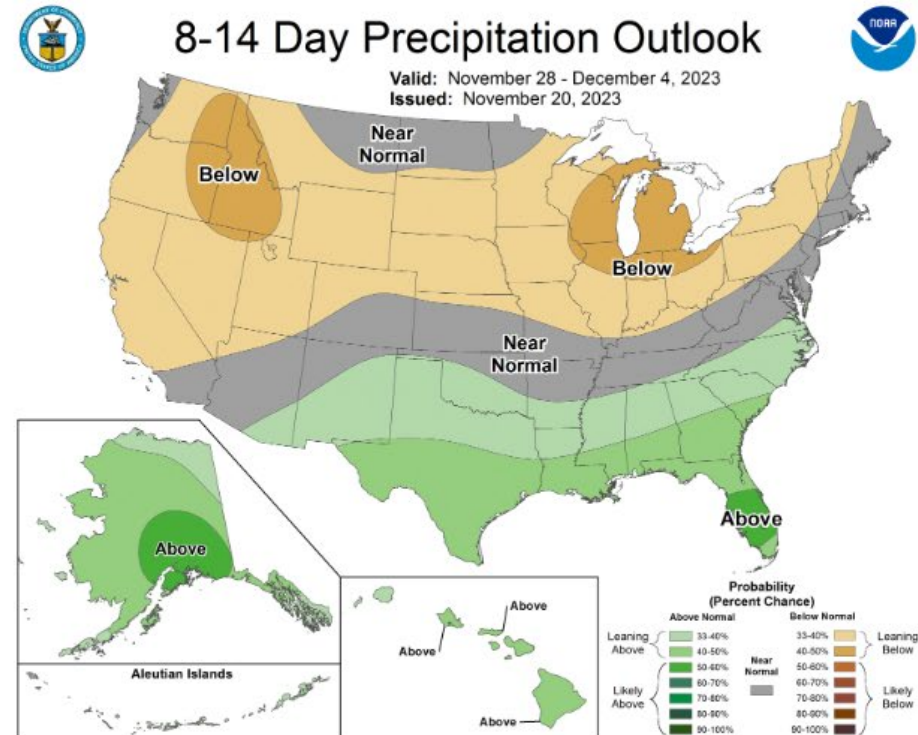 8-14 Day Precipitation Outlook
Valid: November 28 - December 4, 2023
Issued: November 20, 2023
NOAA
Near
Normal
Below
Below
Near
Normal
Above
Above
Above
Above
Above
Aleutian Islands
Probability
(Percent Chance)
Above Normal
Below Normal
Leaning
Above
33-40%
40-50%
Likely
Above
50-60%
60-70%
70-80%
80-90%
90-100%
Near
Normal
33-40%
40-50%
Leaning
Below
50-60%
60-70%
70-80%
80-90%
90-100%
Likely
Below